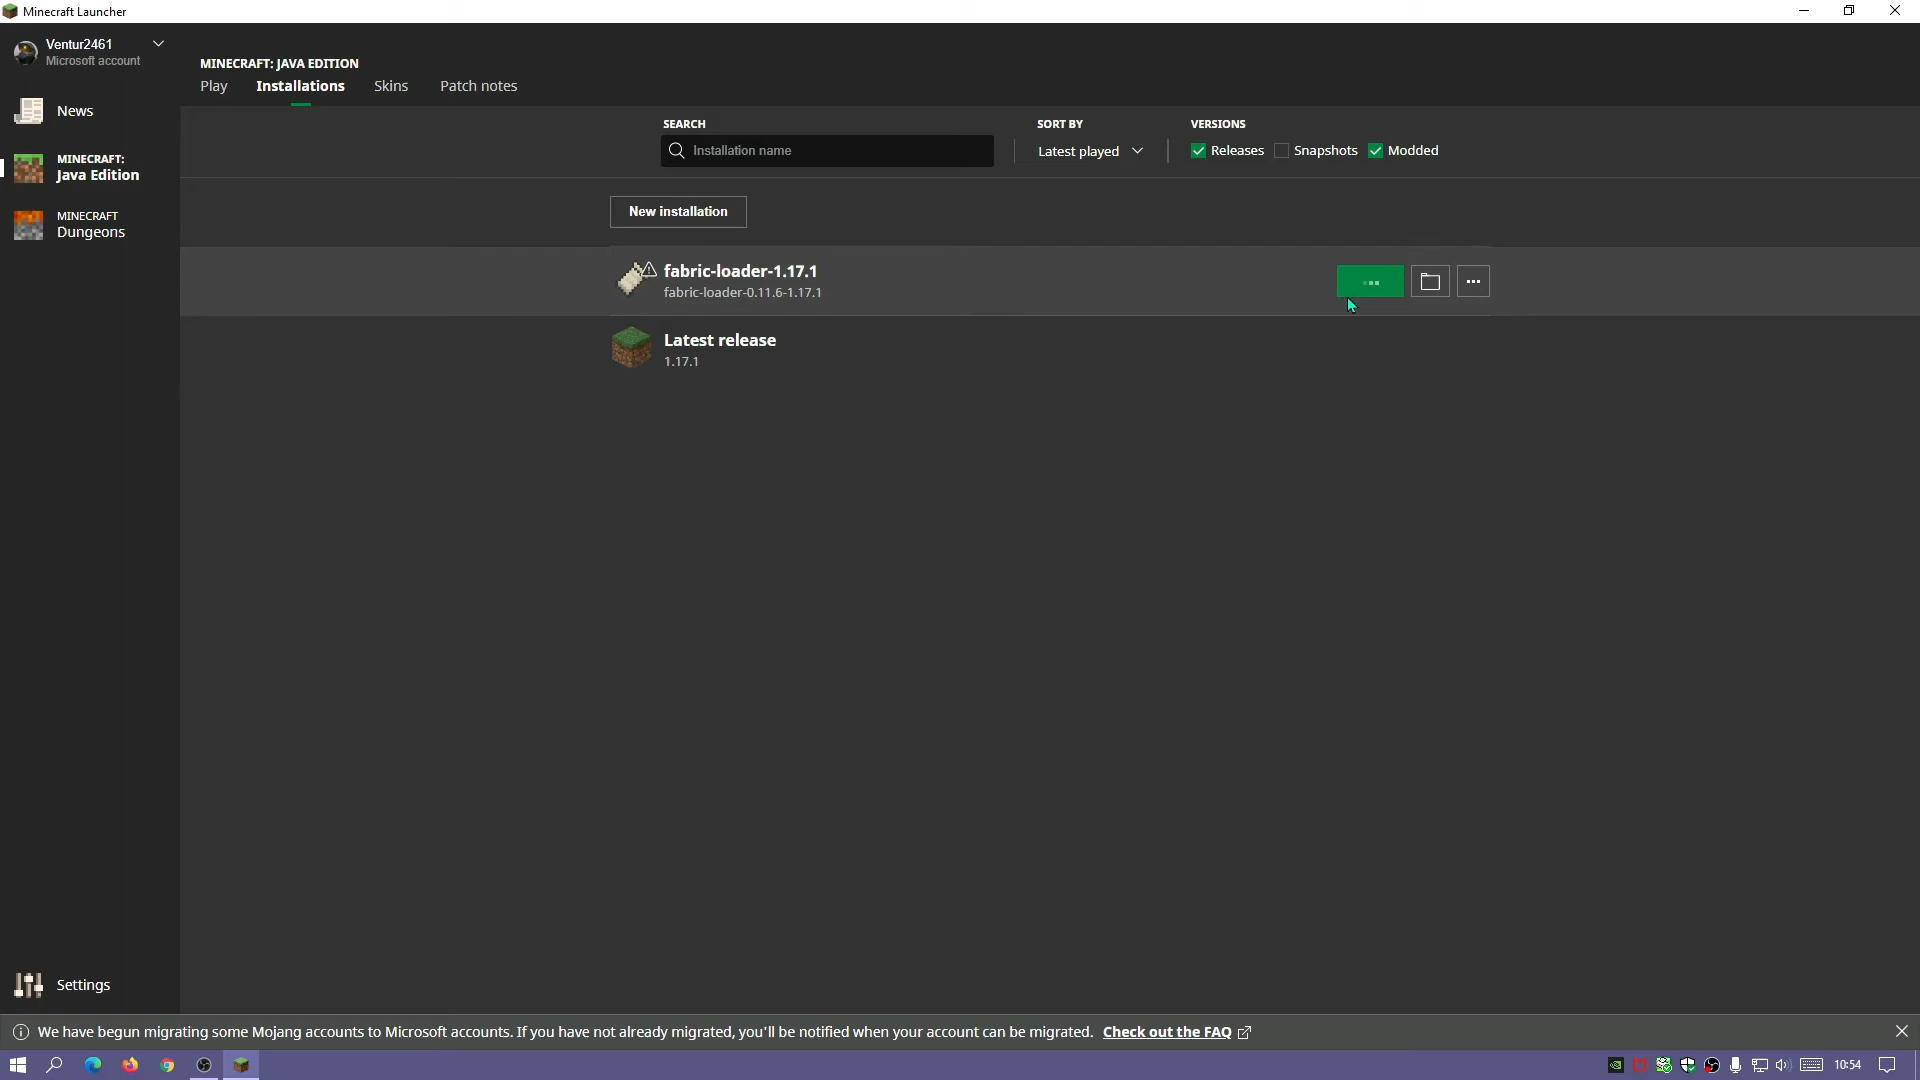 Minecraft Launcher
Ventur2461
Microsoft account
MINECRAFT: JAVA EDITION
Play Installations Skins Patch notes
News
MINECRAFT:
Java Edition
MINECRAFT
Dungeons
SEARCH SORT BY VERSIONS
Installation name Latest played Releases Snapshots Modded
New installation
fabric-loader-1.17.1
fabric-loader-0.11.6-1.17.1
Latest release
1.17.1
Settings
We have begun migrating some Mojang accounts to Microsoft accounts. If you have not already migrated, you'll be notified when your account can be migrated. Check out the FAQ
10:54